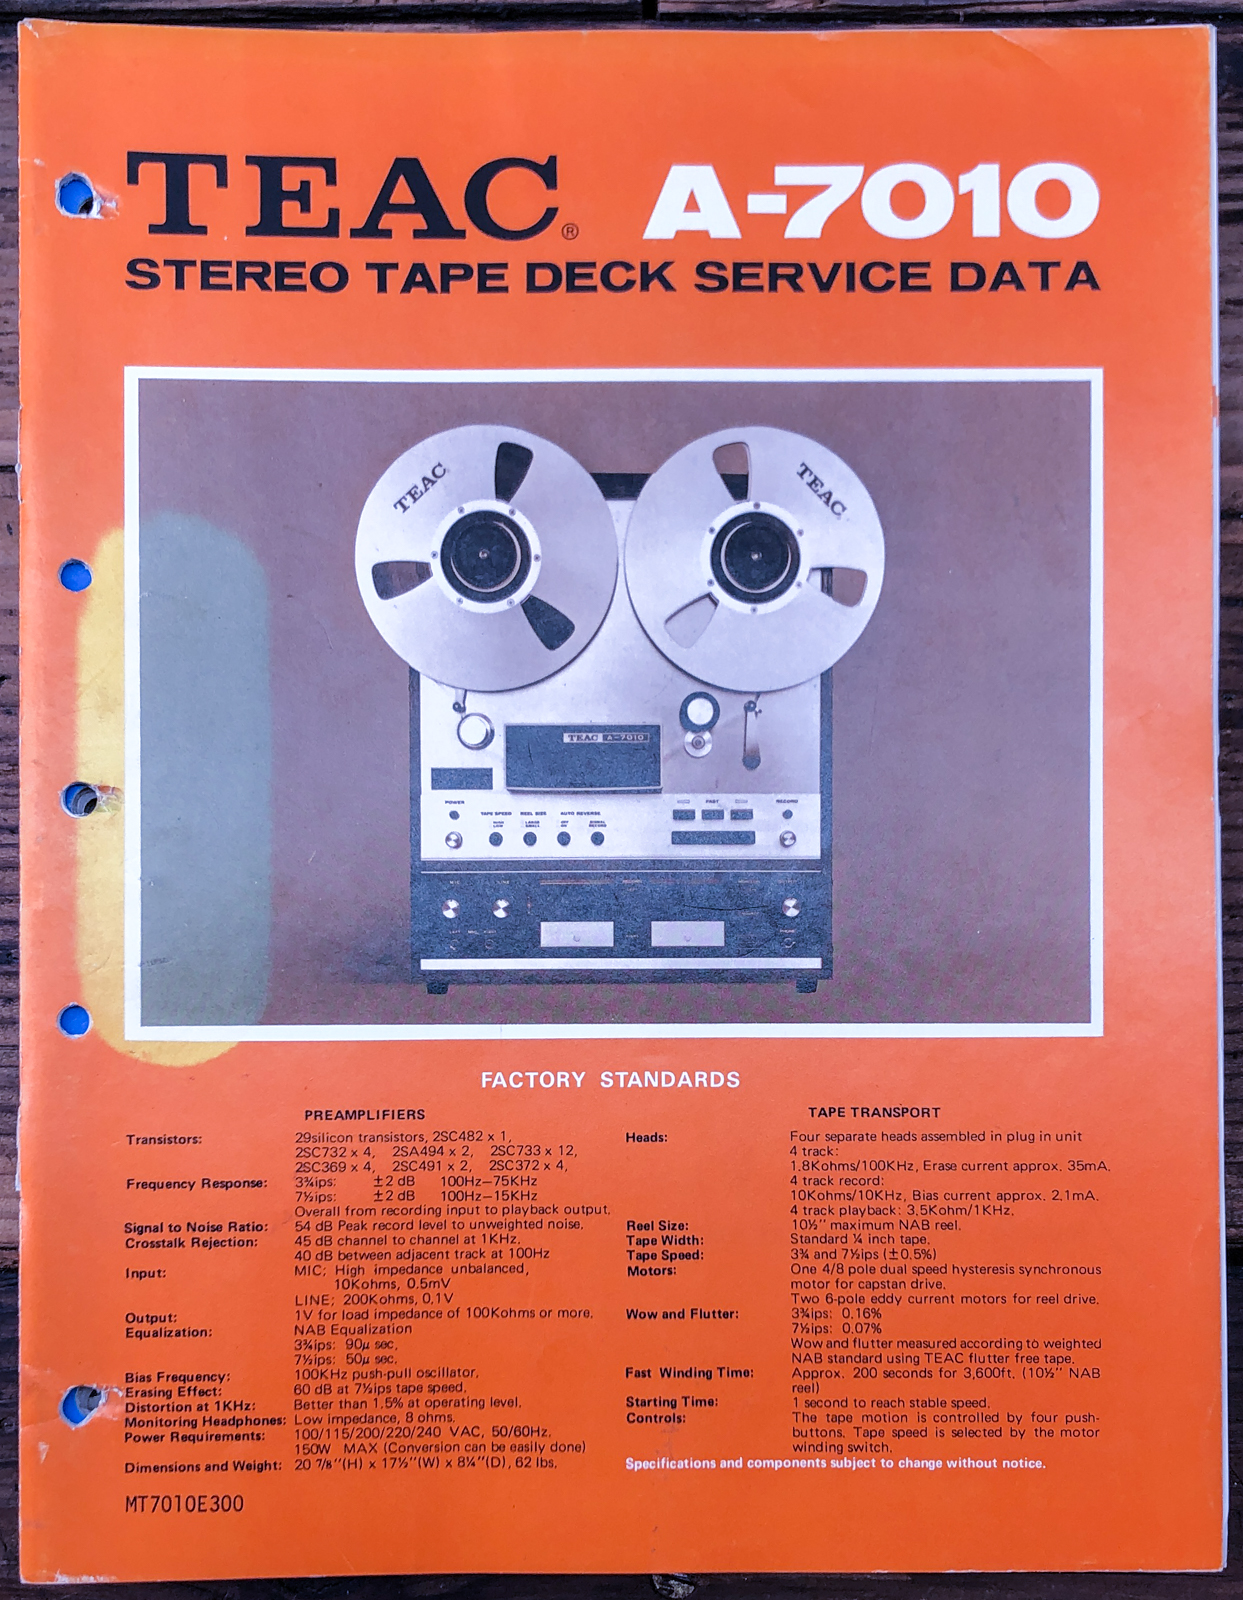 TEAC® A-7010
STEREO TAPE DECK SERVICE DATA
TEAC
TEAC
TEAC A-7010
POWER
TAPE SPEED REEL SIZE AUTO REVERSE
FAST
RECORD
FACTORY STANDARDS
PREAMPLIFIERS
Transistors: 29silicon transistors, 2SC482 x 1,
2SC732 x 4, 2SA494 x 2, 2SC733 x 12,
2SC369 x 4, 2SC491 x 2, 2SC372 x 4,
Frequency Response: 3¾ips: ±2 dB 100Hz–75KHz
7½ips: ±2 dB 100Hz–15KHz
Overall from recording input to playback output.
Signal to Noise Ratio: 54 dB Peak record level to unweighted noise.
Crosstalk Rejection: 45 dB channel to channel at 1KHz.
40 dB between adjacent track at 100Hz
Input: MIC; High impedance unbalanced,
10Kohms, 0.5mV
LINE; 200Kohms, 0.1V
Output: 1V for load impedance of 100Kohms or more.
Equalization: NAB Equalization
3¾ips: 90μ sec.
7½ips: 50μ sec.
Bias Frequency: 100KHz push-pull oscillator.
Erasing Effect: 60 dB at 7½ips tape speed.
Distortion at 1KHz: Better than 1.5% at operating level.
Monitoring Headphones: Low impedance, 8 ohms.
Power Requirements: 100/115/200/220/240 VAC, 50/60Hz.
150W MAX (Conversion can be easily done)
Dimensions and Weight: 20 7/8''(H) x 17½''(W) x 8¼''(D), 62 lbs.
MT7010E300
TAPE TRANSPORT
Heads: Four separate heads assembled in plug in unit
4 track:
1.8Kohms/100KHz, Erase current approx. 35mA.
4 track record:
10Kohms/10KHz, Bias current approx. 2.1mA.
4 track playback: 3.5Kohm/1KHz.
Reel Size: 10½'' maximum NAB reel.
Tape Width: Standard ¼ inch tape.
Tape Speed: 3¾ and 7½ips (±0.5%)
Motors: One 4/8 pole dual speed hysteresis synchronous
motor for capstan drive.
Two 6-pole eddy current motors for reel drive.
Wow and Flutter: 3¾ips: 0.16%
7½ips: 0.07%
Wow and flutter measured according to weighted
NAB standard using TEAC flutter free tape.
Fast Winding Time: Approx. 200 seconds for 3,600ft. (10½'' NAB
reel)
Starting Time: 1 second to reach stable speed.
Controls: The tape motion is controlled by four push-
buttons. Tape speed is selected by the motor
winding switch.
Specifications and components subject to change without notice.